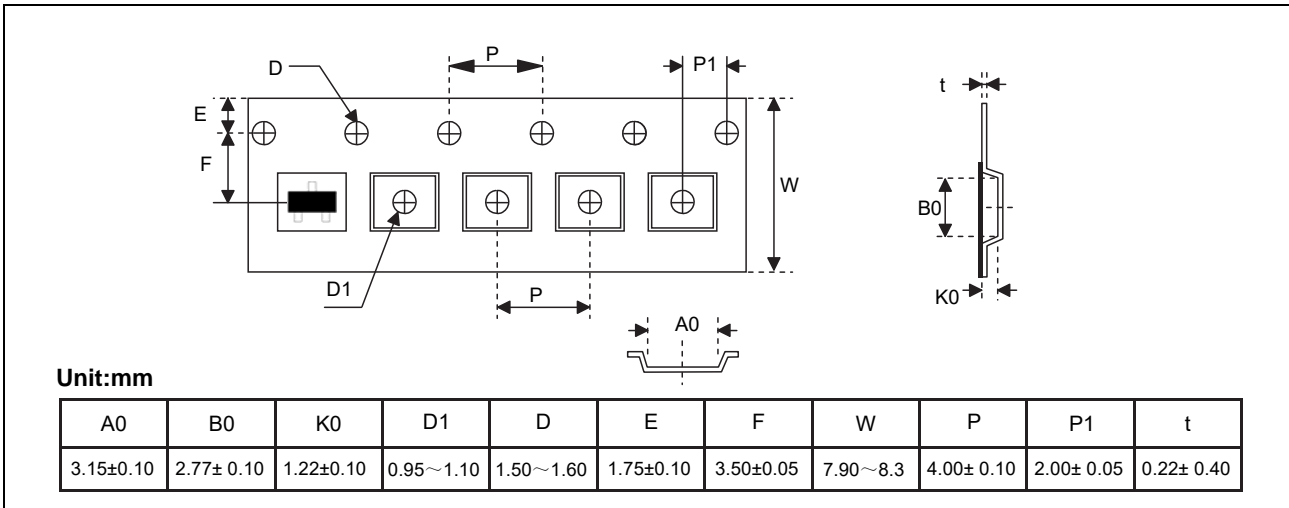 P
P1
D
t
E
F
W
B0
D1
P
K0
A0
Unit:mm
A0 B0 K0 D1 D E F W P P1 t
3.15±0.10 2.77± 0.10 1.22±0.10 0.95～1.10 1.50～1.60 1.75±0.10 3.50±0.05 7.90～8.3 4.00± 0.10 2.00± 0.05 0.22± 0.40